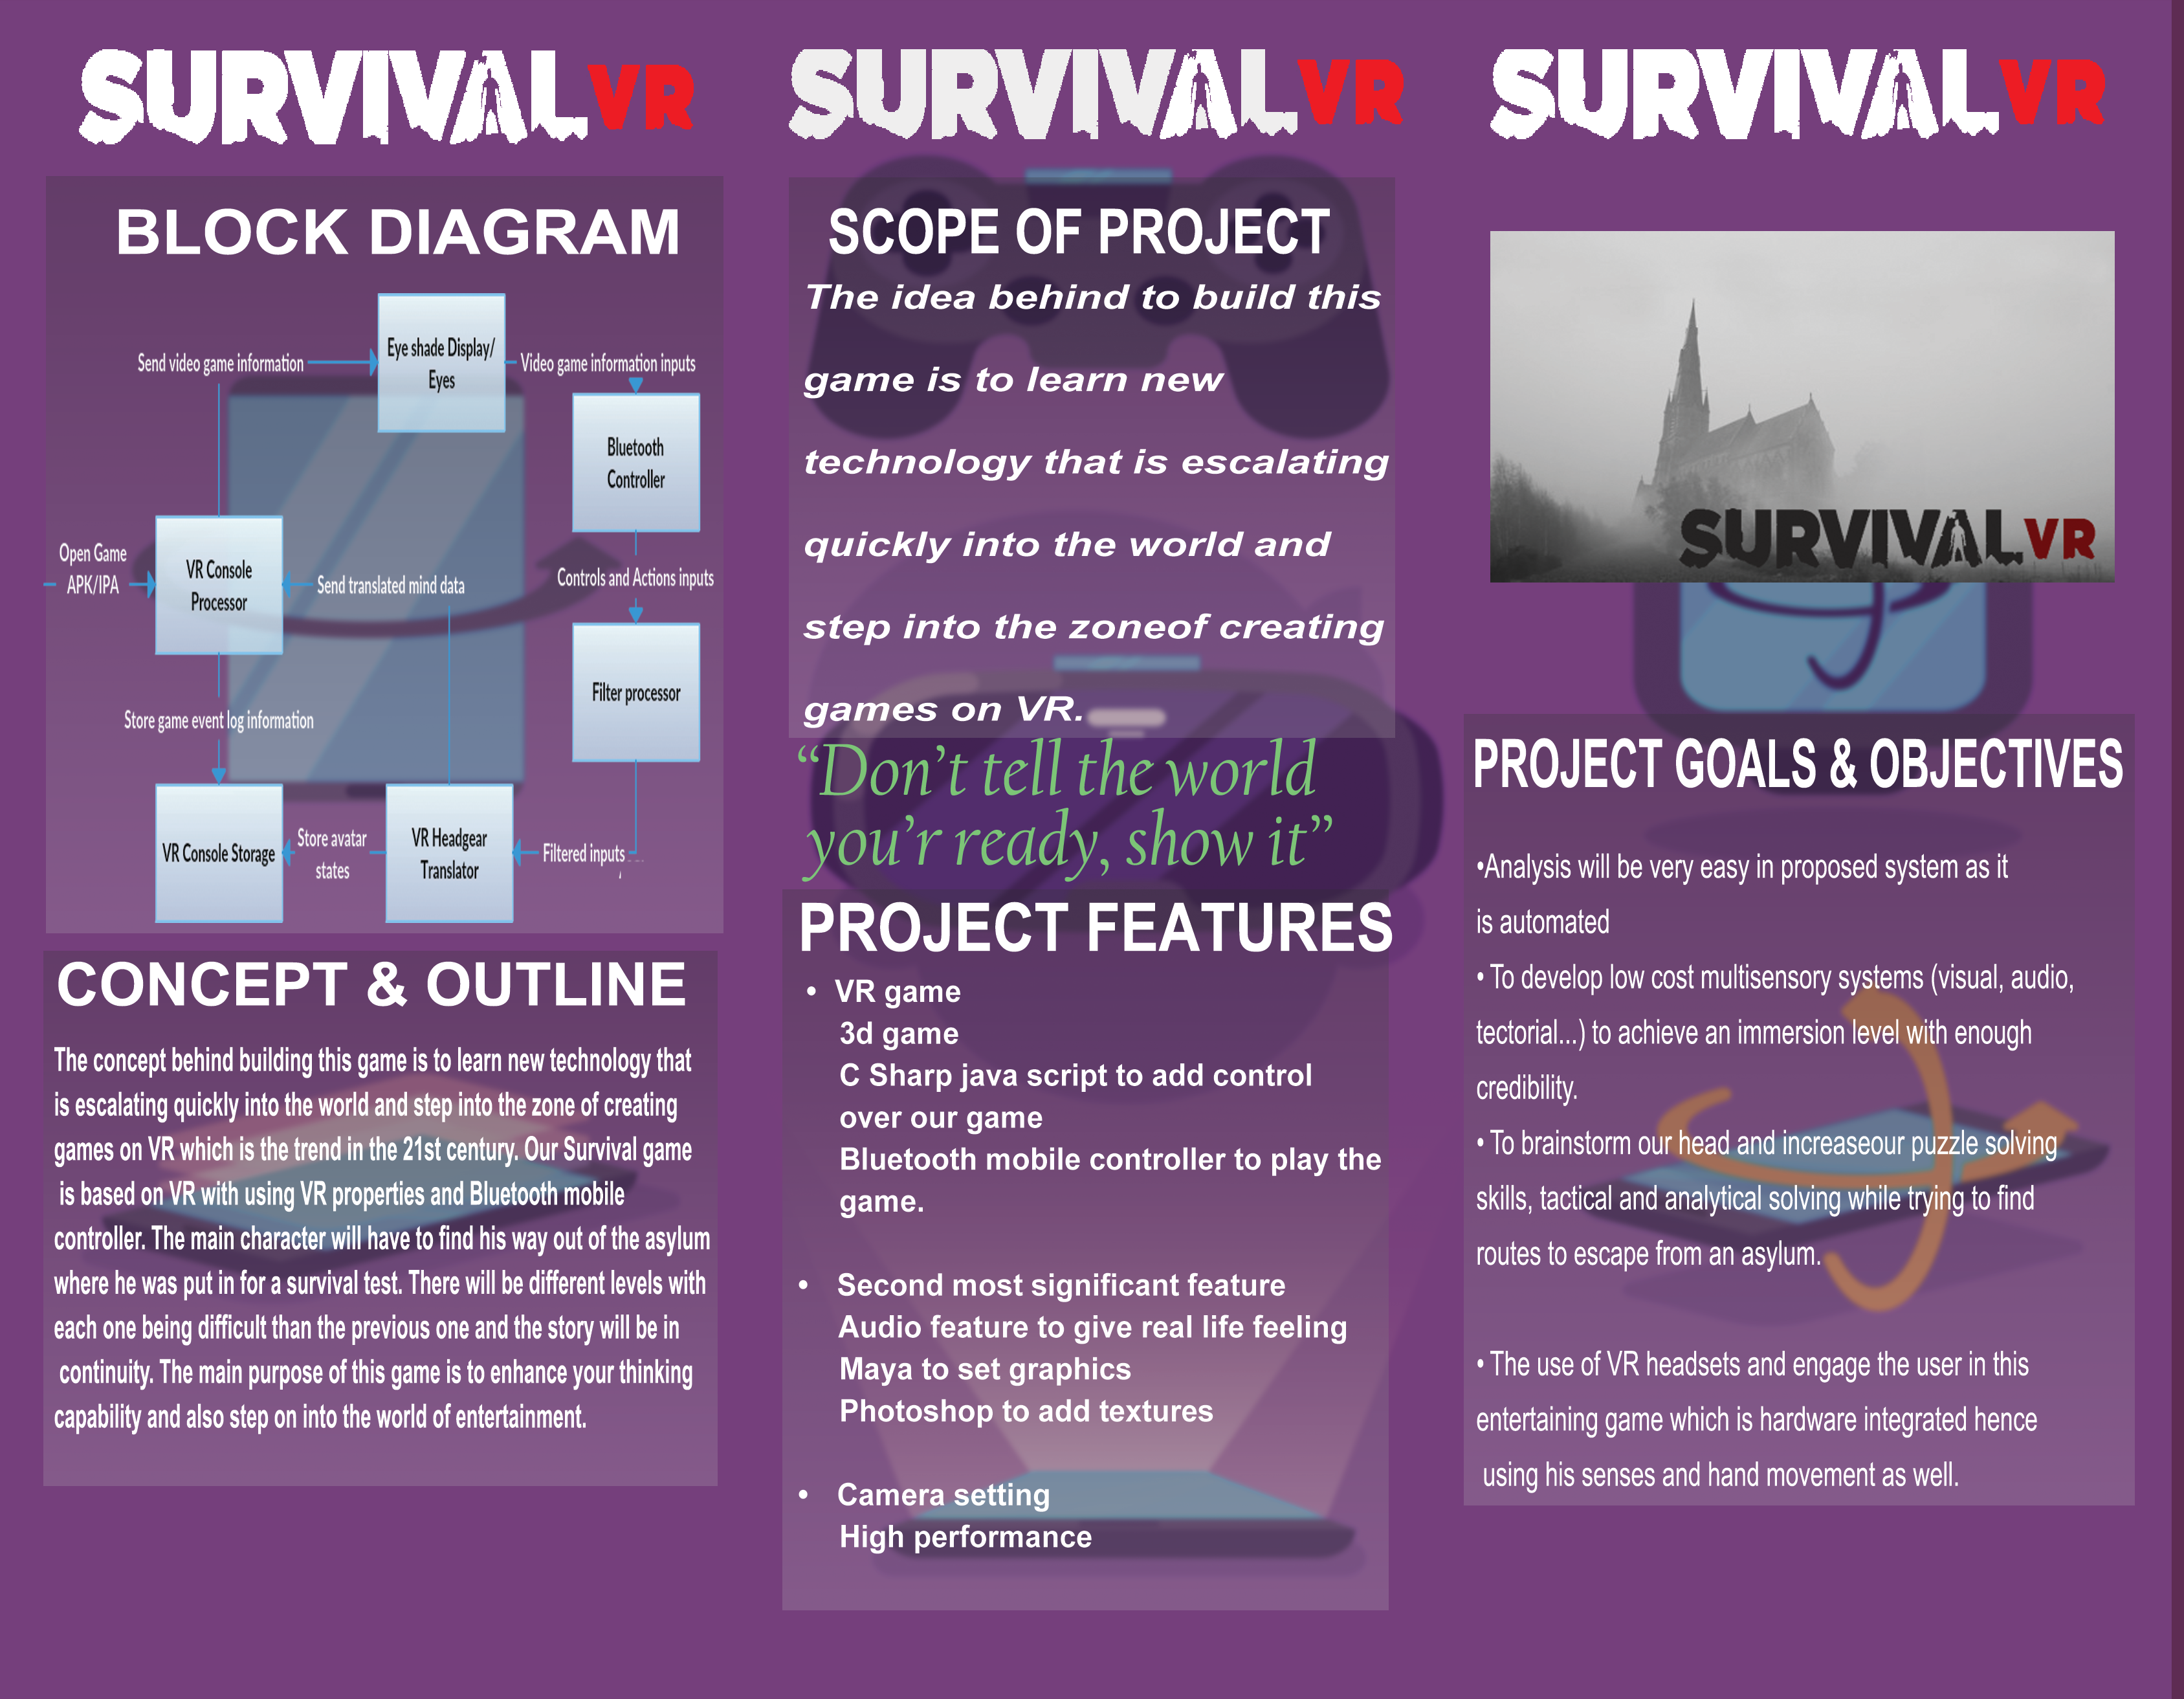 SURVIVAL VR
BLOCK DIAGRAM
Eye shade Display/
Eyes
Send video game information
Video game information inputs
Bluetooth
Controller
Open Game
APK/IPA
VR Console
Processor
Send translated mind data
Controls and Actions inputs
Filter processor
Store game event log information
VR Console Storage
Store avatar
states
VR Headgear
Translator
Filtered inputs
CONCEPT & OUTLINE
The concept behind building this game is to learn new technology that
is escalating quickly into the world and step into the zone of creating
games on VR which is the trend in the 21st century. Our Survival game
is based on VR with using VR properties and Bluetooth mobile
controller. The main character will have to find his way out of the asylum
where he was put in for a survival test. There will be different levels with
each one being difficult than the previous one and the story will be in
continuity. The main purpose of this game is to enhance your thinking
capability and also step on into the world of entertainment.
SURVIVAL VR
SCOPE OF PROJECT
The idea behind to build this
game is to learn new
technology that is escalating
quickly into the world and
step into the zoneof creating
games on VR.
“Don’t tell the world
you’r ready, show it”
PROJECT FEATURES
• VR game
3d game
C Sharp java script to add control
over our game
Bluetooth mobile controller to play the
game.
• Second most significant feature
Audio feature to give real life feeling
Maya to set graphics
Photoshop to add textures
• Camera setting
High performance
SURVIVAL VR
SURVIVAL VR
PROJECT GOALS & OBJECTIVES
•Analysis will be very easy in proposed system as it
is automated
• To develop low cost multisensory systems (visual, audio,
tectorial...) to achieve an immersion level with enough
credibility.
• To brainstorm our head and increaseour puzzle solving
skills, tactical and analytical solving while trying to find
routes to escape from an asylum.
• The use of VR headsets and engage the user in this
entertaining game which is hardware integrated hence
using his senses and hand movement as well.